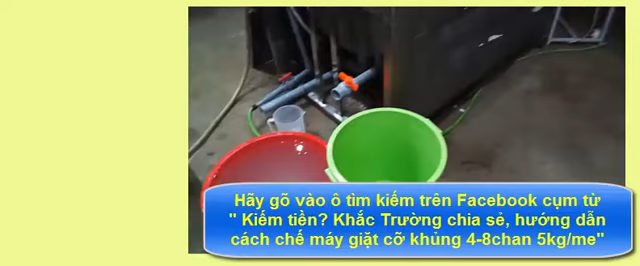 Hãy gõ vào ô tìm kiếm trên Facebook cụm từ
" Kiếm tiền? Khắc Trường chia sẻ, hướng dẫn
cách chế máy giặt cỡ khủng 4-8chan 5kg/me"